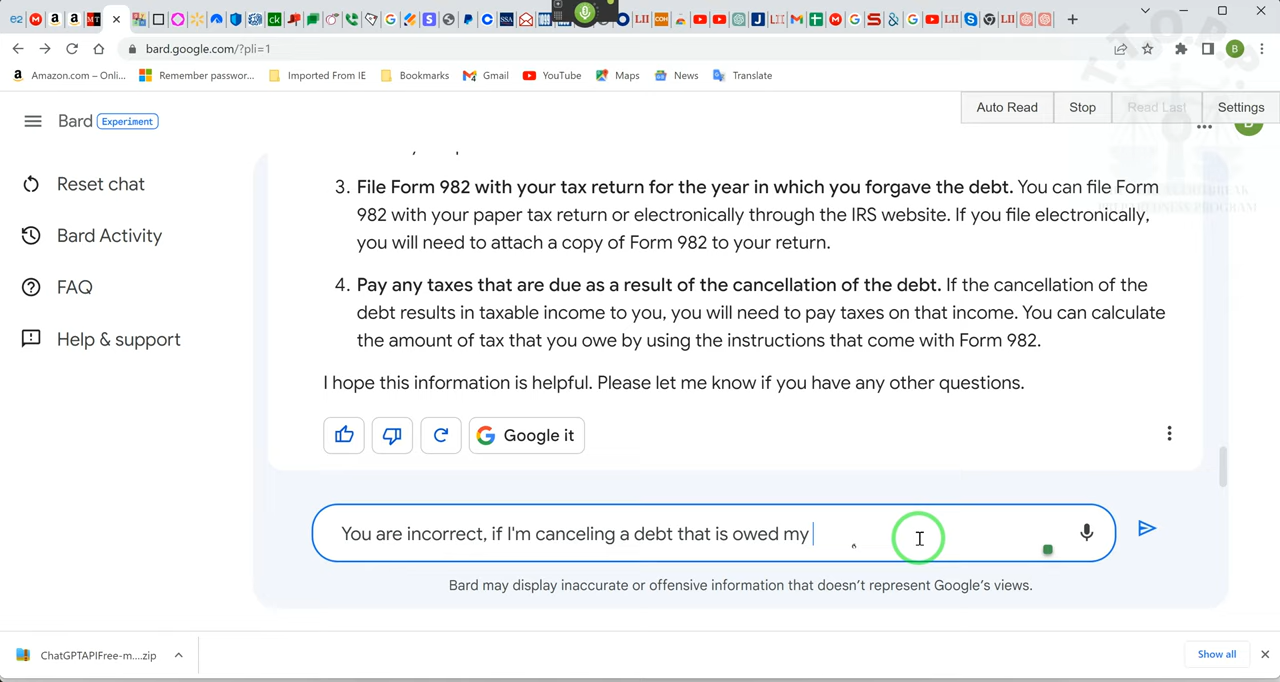 bard.google.com/?pli=1
Amazon.com – Onli...
Remember passwor...
Imported From IE
Bookmarks
Gmail
YouTube
Maps
News
Translate
Auto Read
Stop
Read Last
Settings
Bard
Experiment
Reset chat
Bard Activity
FAQ
Help & support
3. File Form 982 with your tax return for the year in which you forgave the debt. You can file Form
982 with your paper tax return or electronically through the IRS website. If you file electronically,
you will need to attach a copy of Form 982 to your return.
4. Pay any taxes that are due as a result of the cancellation of the debt. If the cancellation of the
debt results in taxable income to you, you will need to pay taxes on that income. You can calculate
the amount of tax that you owe by using the instructions that come with Form 982.
I hope this information is helpful. Please let me know if you have any other questions.
Google it
You are incorrect, if I'm canceling a debt that is owed my
Bard may display inaccurate or offensive information that doesn't represent Google's views.
ChatGPTAPIFree-m....zip
Show all